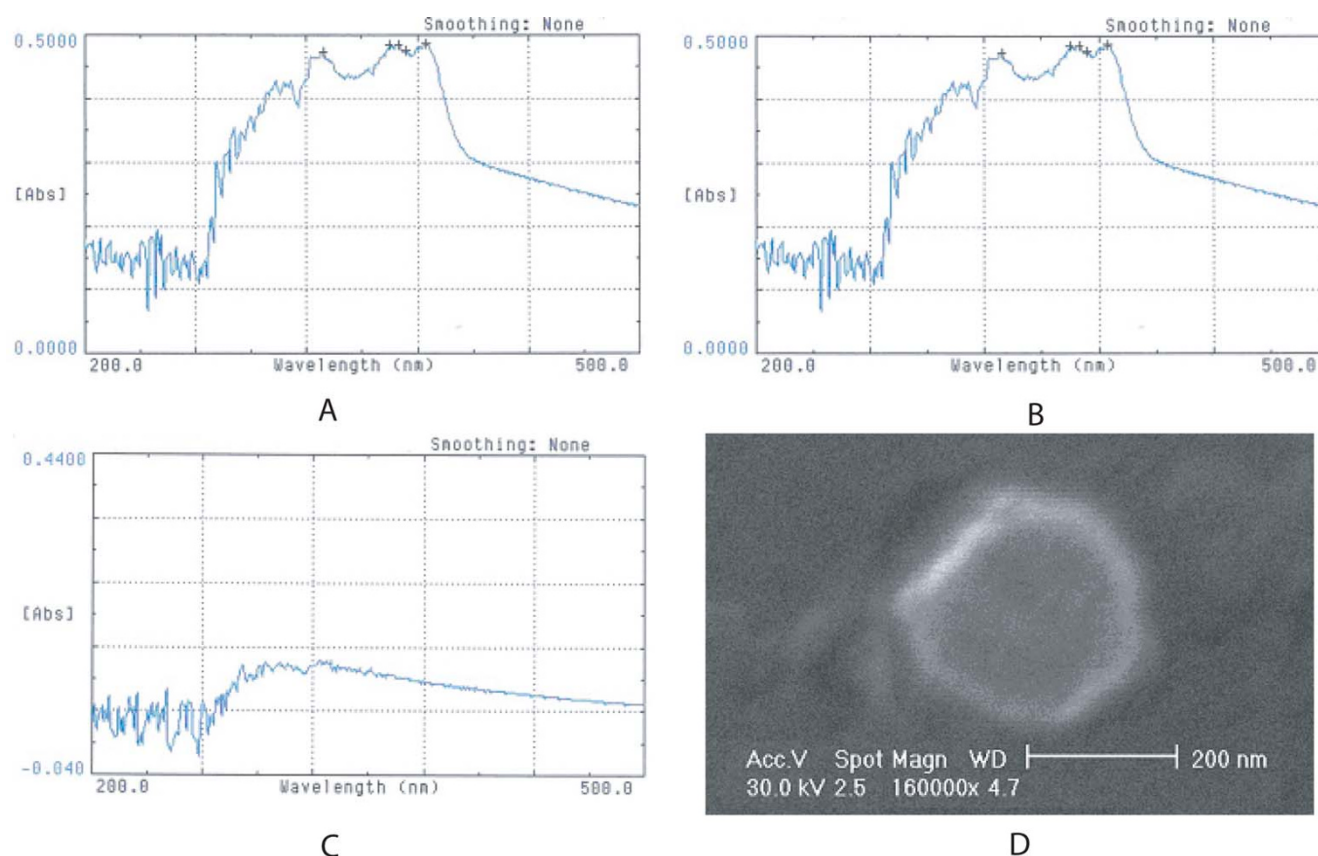 Smoothing: None
0.5000
[Abs]
0.0000
200.0 Wavelength (nm) 500.0
A
Smoothing: None
0.5000
[Abs]
0.0000
200.0 Wavelength (nm) 500.0
B
Smoothing: None
0.4400
[Abs]
-0.040
200.0 Wavelength (nm) 500.0
C
Acc.V Spot Magn WD 200 nm
30.0 kV 2.5 160000x 4.7
D